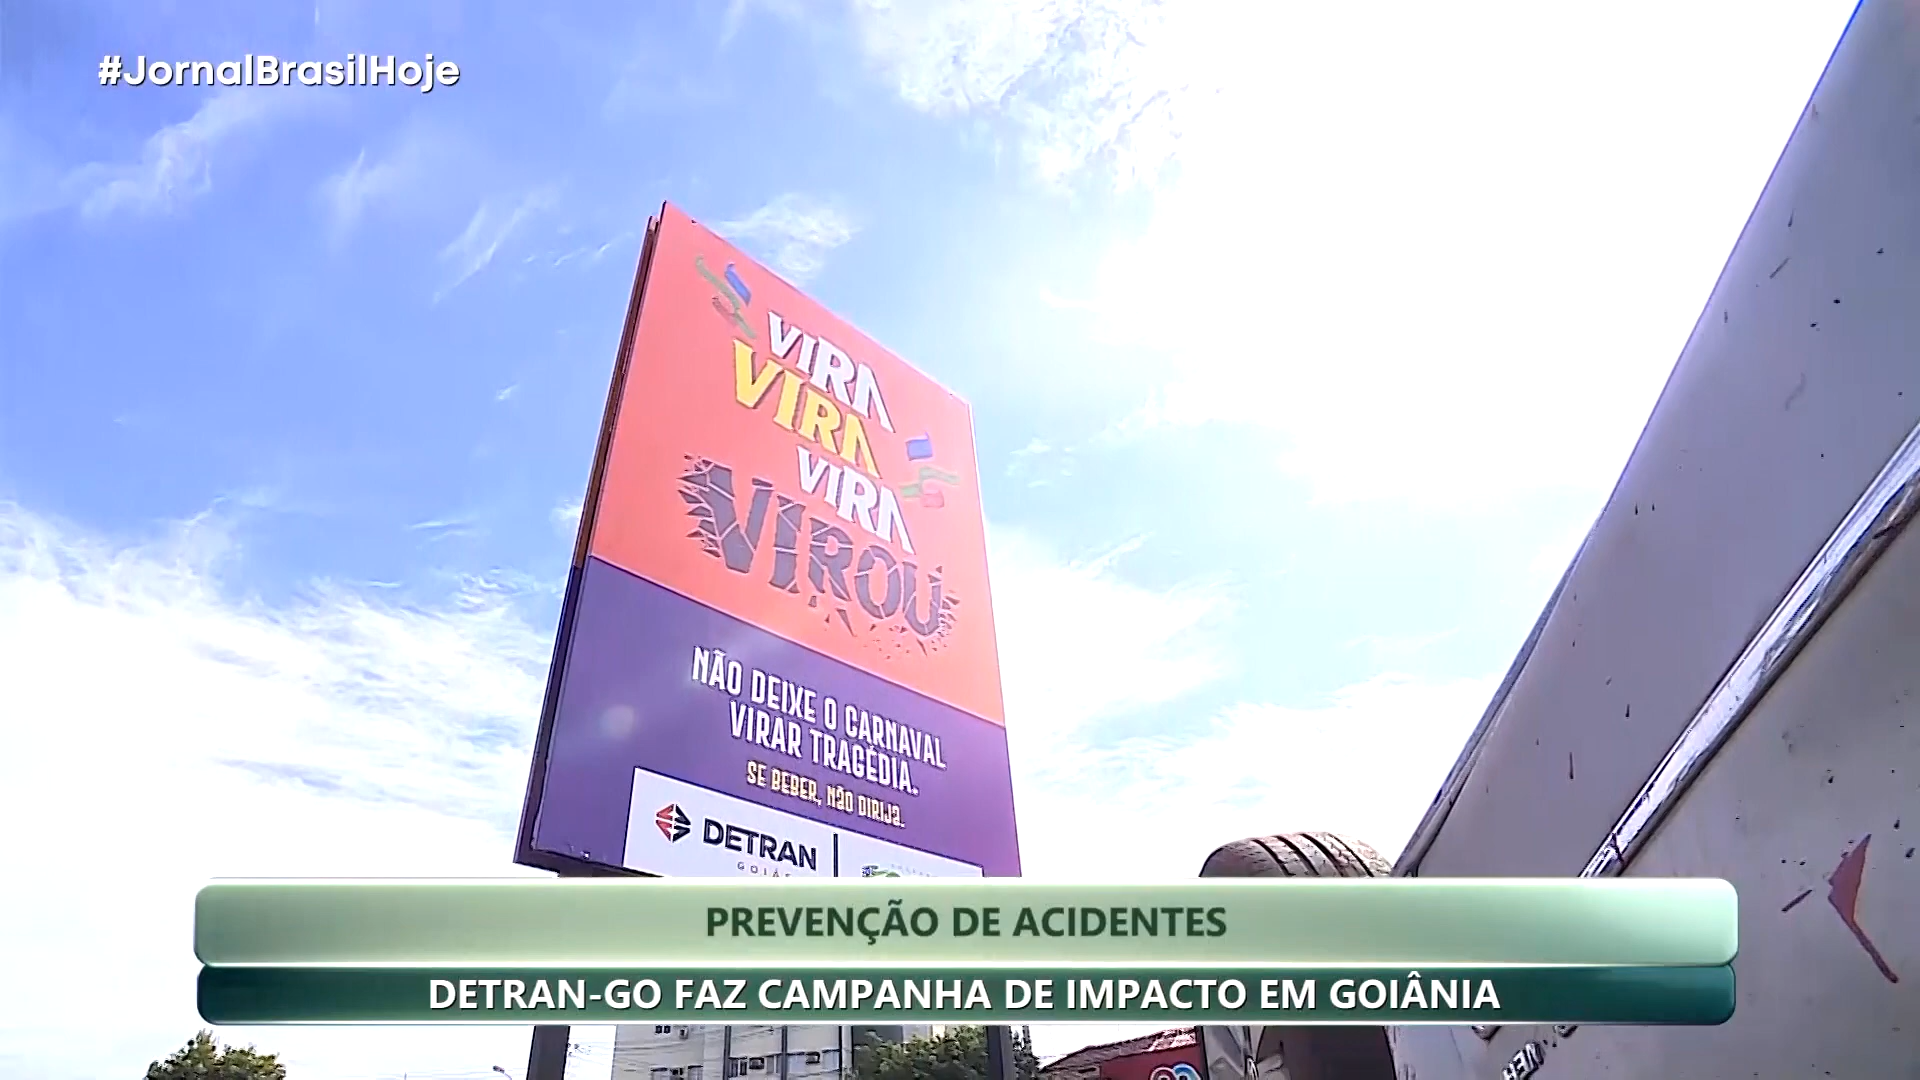 #JornalBrasilHoje
VIRA
VIRA
VIRA
VIROU
NÃO DEIXE O CARNAVAL
VIRAR TRAGÉDIA.
SE BEBER, NÃO DIRIJA.
DETRAN
PREVENÇÃO DE ACIDENTES
DETRAN-GO FAZ CAMPANHA DE IMPACTO EM GOIÂNIA